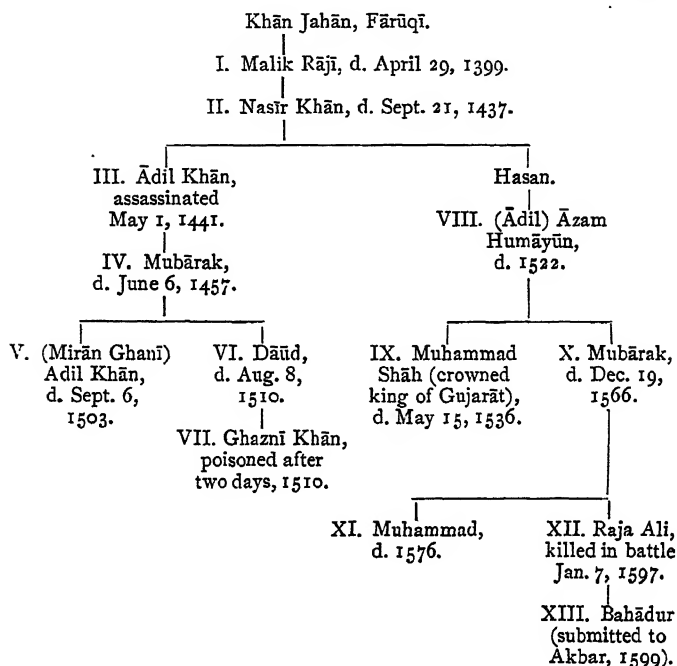 Khān Jahān, Fārūqī.
I. Malik Rājī, d. April 29, 1399.
II. Nasīr Khān, d. Sept. 21, 1437.
III. Ādil Khān,
assassinated
May 1, 1441.
Hasan.
IV. Mubārak,
d. June 6, 1457.
VIII. (Ādil) Āzam
Humāyūn,
d. 1522.
V. (Mirān Ghanī)
Adil Khān,
d. Sept. 6,
1503.
VI. Dāūd,
d. Aug. 8,
1510.
VII. Ghaznī Khān,
poisoned after
two days, 1510.
IX. Muhammad
Shāh (crowned
king of Gujarāt),
d. May 15, 1536.
X. Mubārak,
d. Dec. 19,
1566.
XI. Muhammad,
d. 1576.
XII. Raja Ali,
killed in battle
Jan. 7, 1597.
XIII. Bahādur
(submitted to
Akbar, 1599).